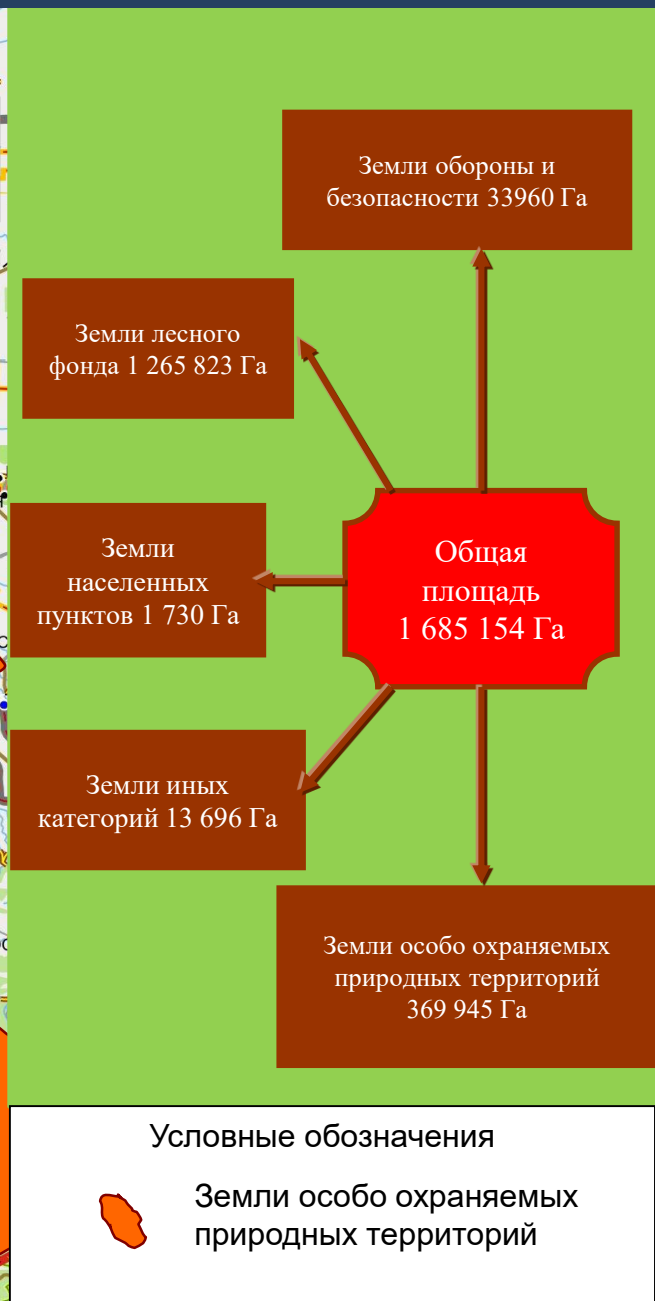 Земли обороны и
безопасности 33960 Га
Земли лесного
фонда 1 265 823 Га
Земли
населенных
пунктов 1 730 Га
Общая
площадь
1 685 154 Га
Земли иных
категорий 13 696 Га
Земли особо охраняемых
природных территорий
369 945 Га
Условные обозначения
Земли особо охраняемых
природных территорий